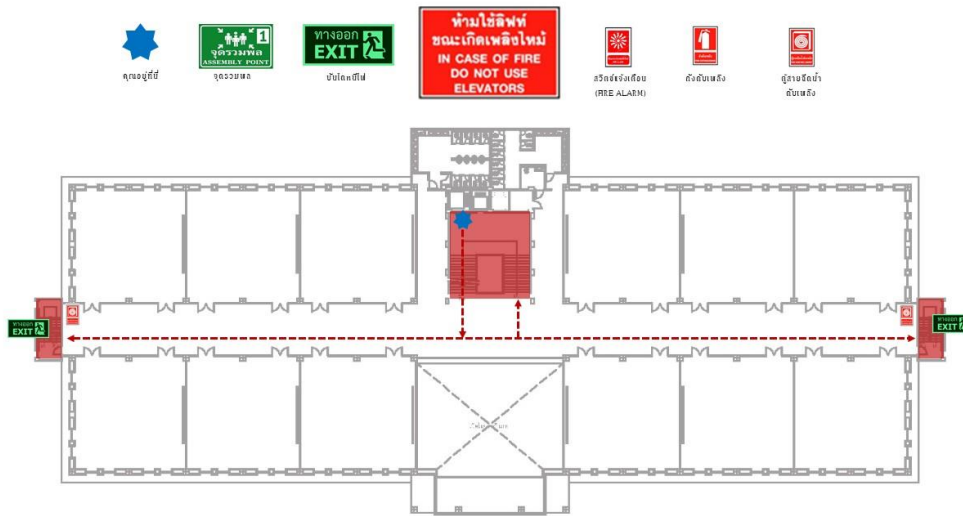 ห้ามใช้ลิฟท์
ขณะเกิดเพลิงไหม้
IN CASE OF FIRE
DO NOT USE
ELEVATORS
1
จุดรวมพล
ASSEMBLY POINT
ทางออก
EXIT
คุณอยู่ที่นี่
จุดรวมพล
บันไดหนีไฟ
สวิตซ์แจ้งเตือน
(FIRE ALARM)
ถังดับเพลิง
ตู้สายฉีดน้ำ
ดับเพลิง
ทางออก
EXIT
ทางออก
EXIT